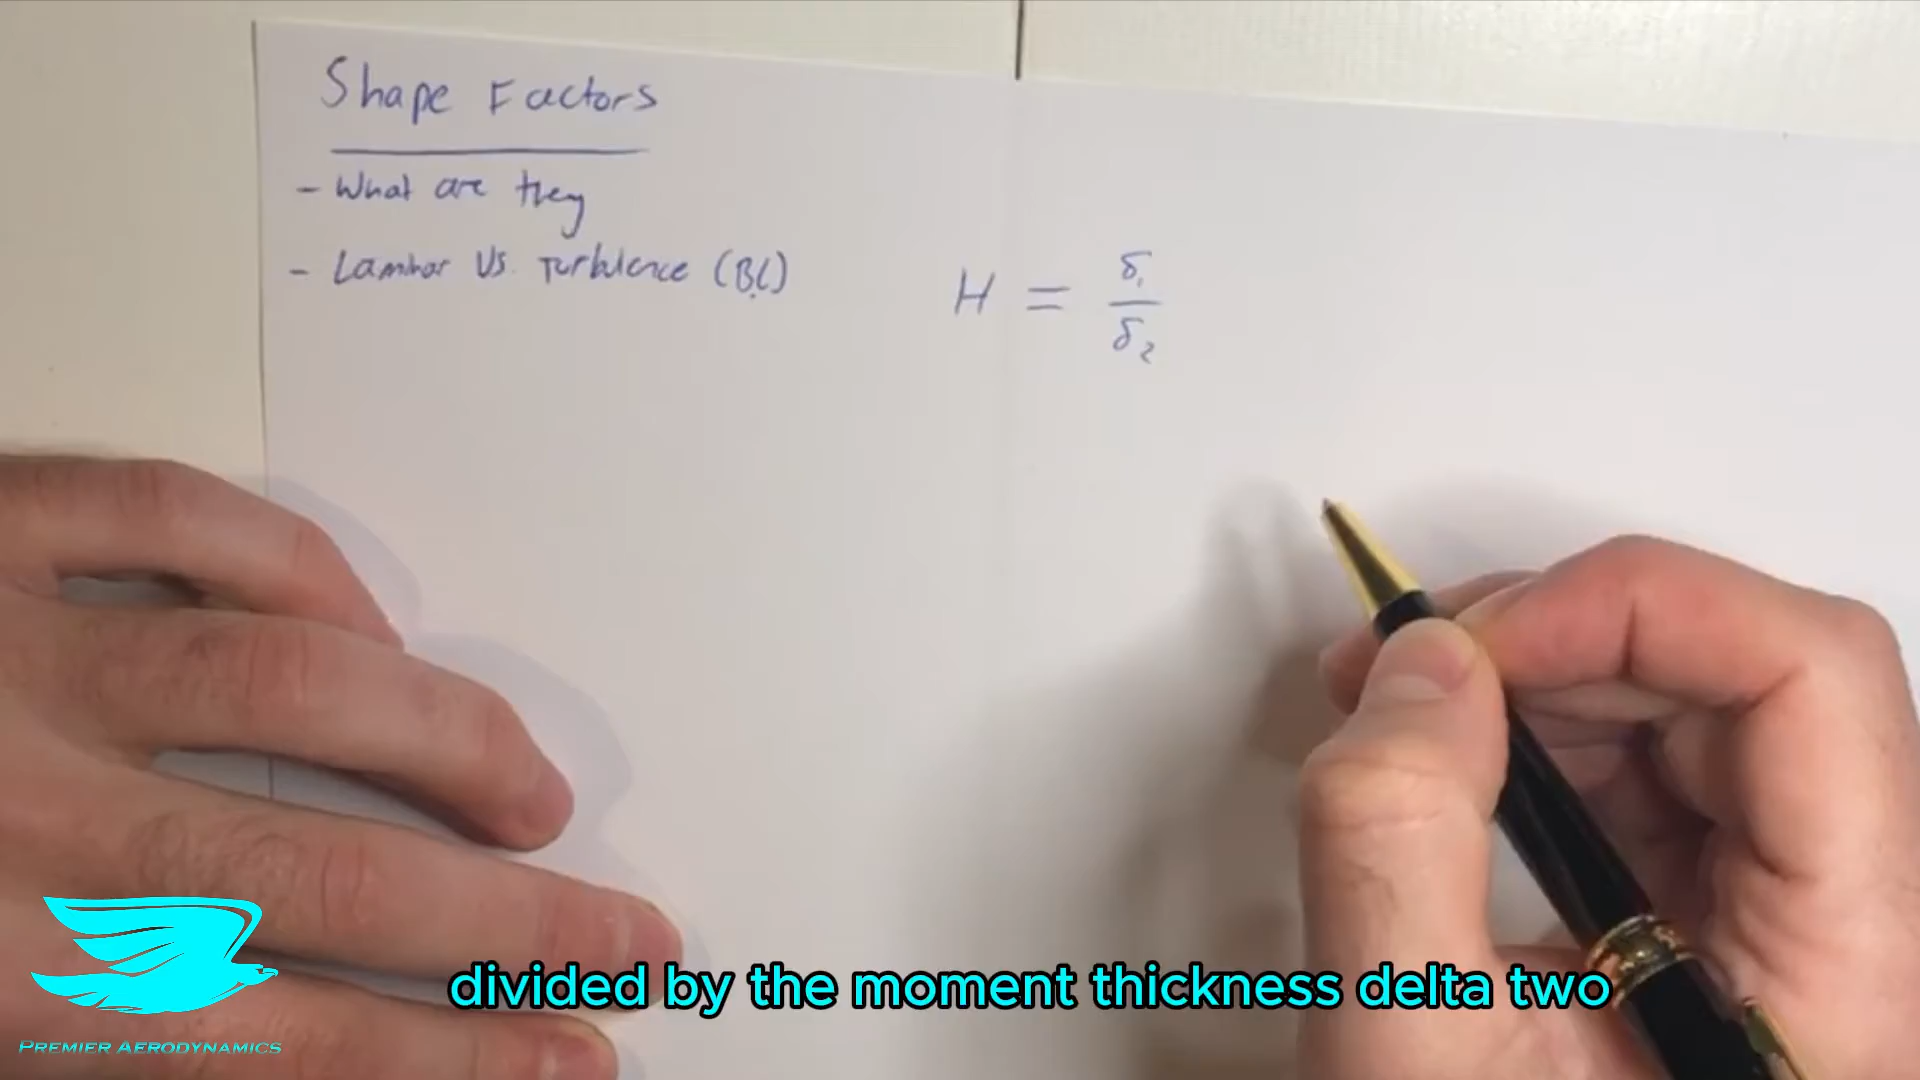 Shape Factors
- What are they
- Laminar Vs. Turbulence (BL)
H = δ₁/δ₂
divided by the moment thickness delta two
PREMIER AERODYNAMICS